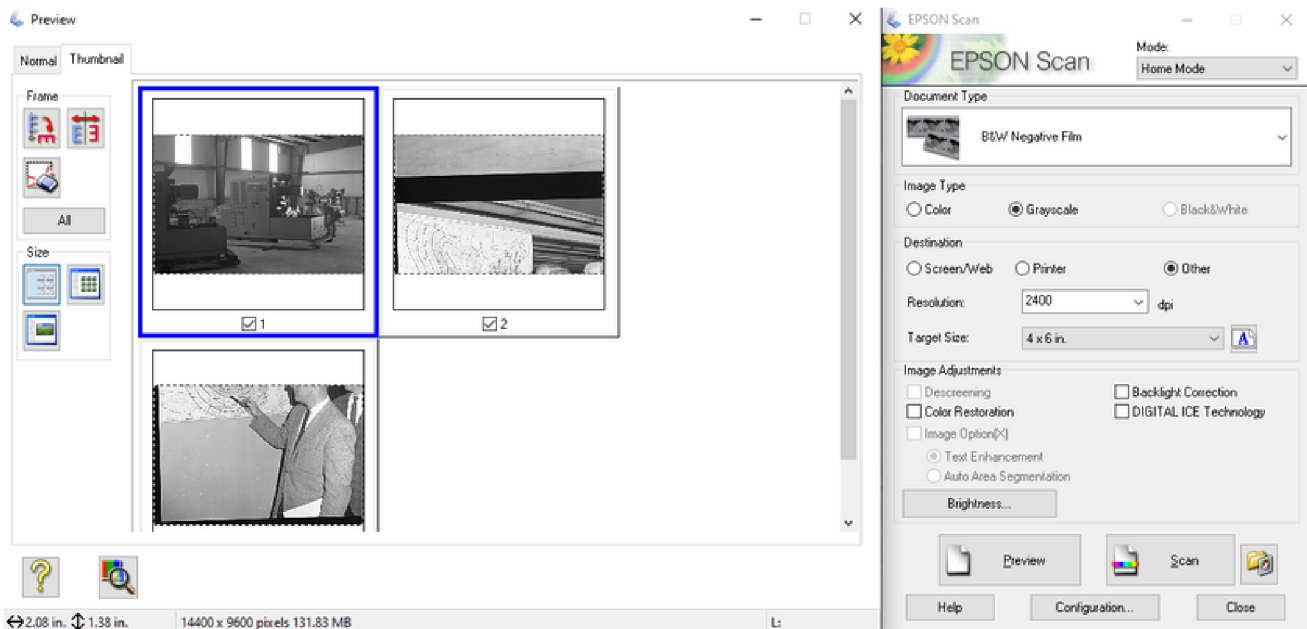 Preview
Normal Thumbnail
Frame
All
Size
1
2
2.08 in. 1.38 in. 14400 x 9600 pixels 131.83 MB L:
EPSON Scan
EPSON Scan
Mode:
Home Mode
Document Type
B&W Negative Film
Image Type
Color Grayscale Black&White
Destination
Screen/Web Printer Other
Resolution: 2400 dpi
Target Size: 4 x 6 in. A
Image Adjustments
Descreening Backlight Correction
Color Restoration DIGITAL ICE Technology
Image Option(X)
Text Enhancement
Auto Area Segmentation
Brightness...
Preview Scan
Help Configuration... Close